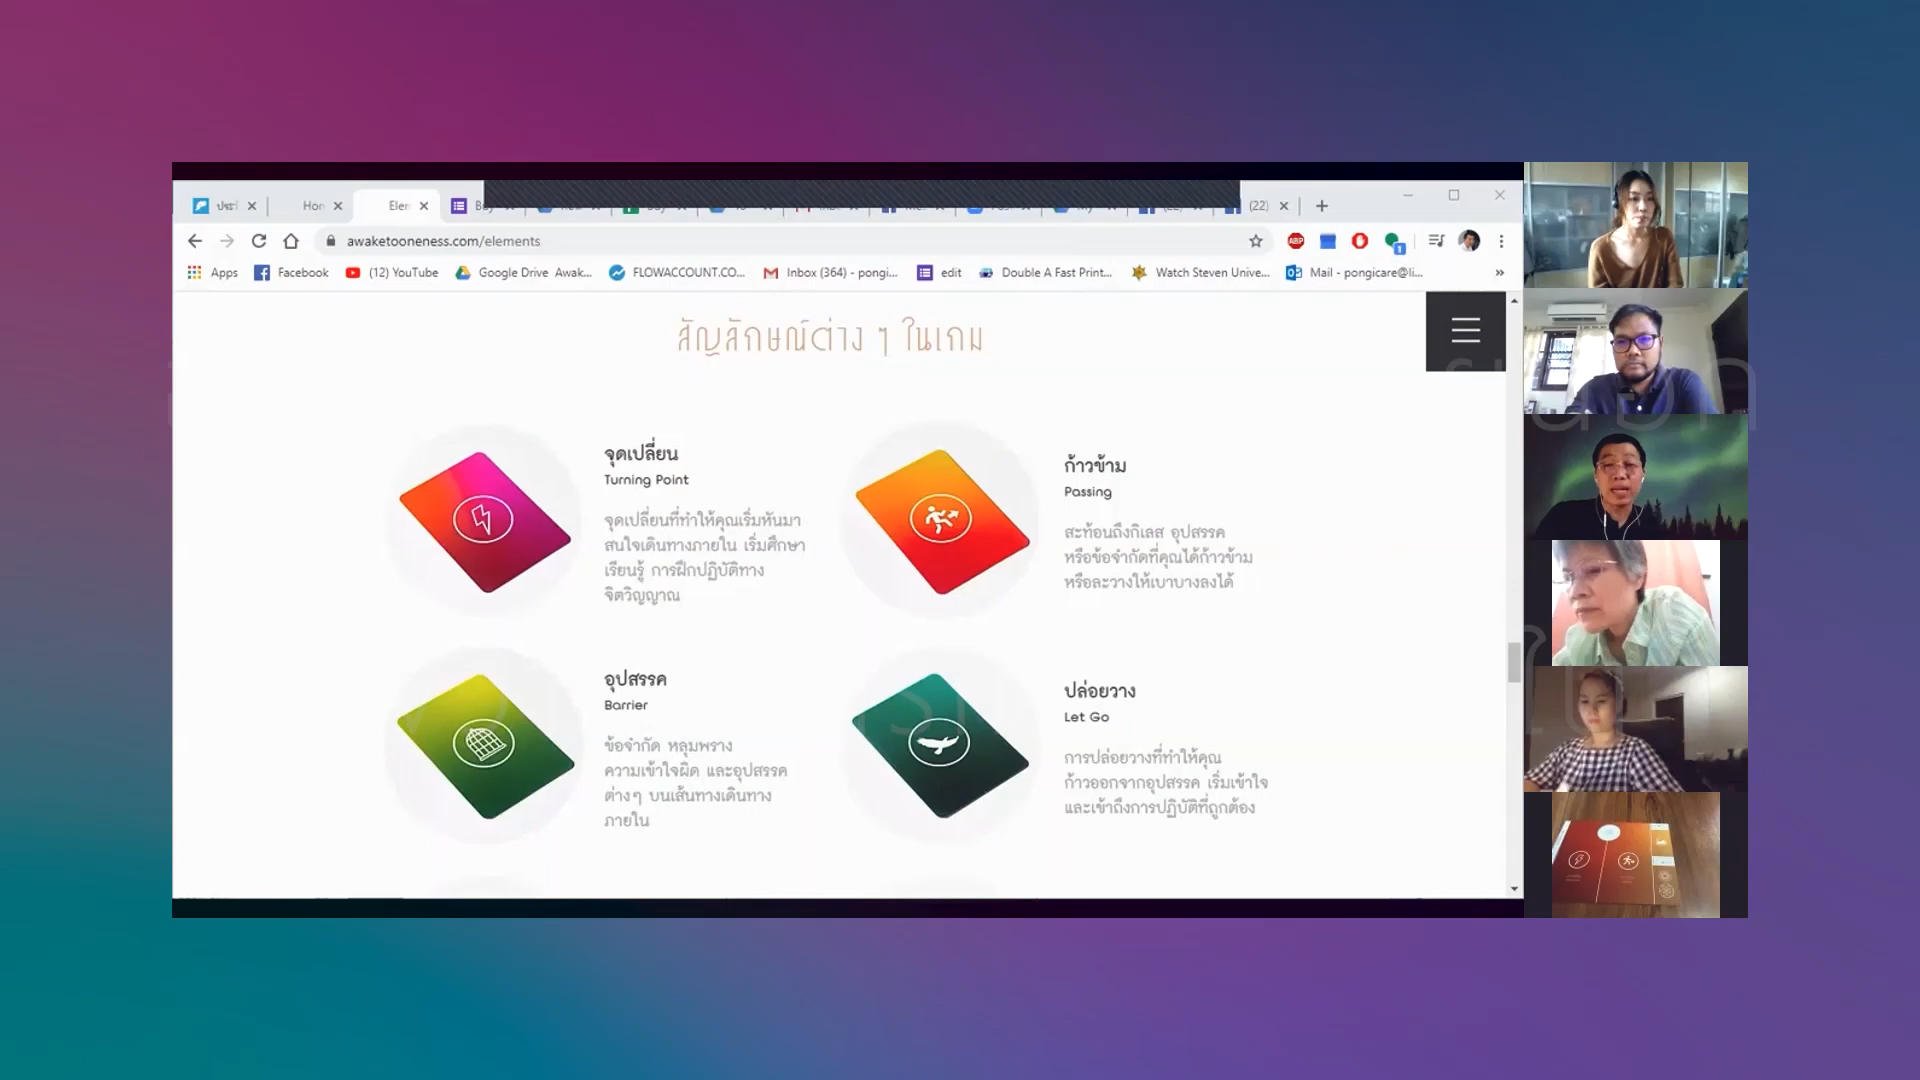 Hon
Elen
(22)
awaketooneness.com/elements
ABP
1
Apps
Facebook
(12) YouTube
Google Drive Awak...
FLOWACCOUNT.CO...
Inbox (364) - pongi...
edit
Double A Fast Print...
Watch Steven Unive...
Mail - pongicare@li...
»
สัญลักษณ์ต่าง ๆ ในเกม
จุดเปลี่ยน
Turning Point
จุดเปลี่ยนที่ทำให้คุณเริ่มหันมา
สนใจเดินทางภายใน เริ่มศึกษา
เรียนรู้ การฝึกปฏิบัติทาง
จิตวิญญาณ
ก้าวข้าม
Passing
สะท้อนถึงกิเลส อุปสรรค
หรือข้อจำกัดที่คุณได้ก้าวข้าม
หรือละวางให้เบาบางลงได้
อุปสรรค
Barrier
ข้อจำกัด หลุมพราง
ความเข้าใจผิด และอุปสรรค
ต่างๆ บนเส้นทางเดินทาง
ภายใน
ปล่อยวาง
Let Go
การปล่อยวางที่ทำให้คุณ
ก้าวออกจากอุปสรรค เริ่มเข้าใจ
และเข้าถึงการปฏิบัติที่ถูกต้อง